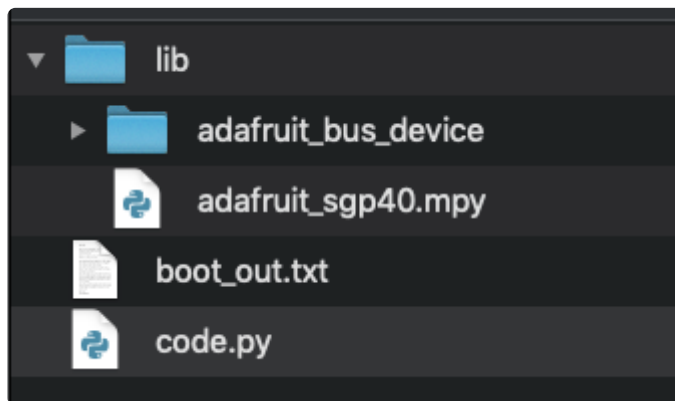 lib
adafruit_bus_device
adafruit_sgp40.mpy
boot_out.txt
code.py